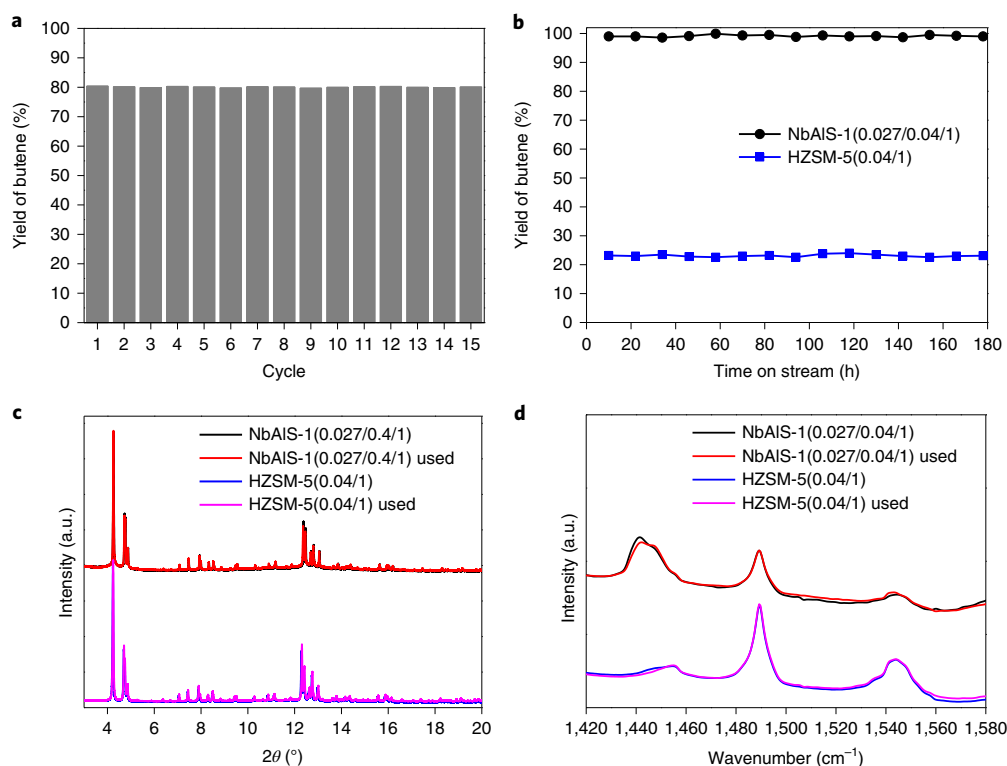 a
100
90
80
70
60
50
40
30
20
10
0
Yield of butene (%)
1 2 3 4 5 6 7 8 9 10 11 12 13 14 15
Cycle
b
100
90
80
70
60
50
40
30
20
10
0
Yield of butene (%)
NbAlS-1(0.027/0.04/1)
HZSM-5(0.04/1)
0 20 40 60 80 100 120 140 160 180
Time on stream (h)
c
NbAlS-1(0.027/0.4/1)
NbAlS-1(0.027/0.4/1) used
HZSM-5(0.04/1)
HZSM-5(0.04/1) used
Intensity (a.u.)
4 6 8 10 12 14 16 18 20
2θ (°)
d
NbAlS-1(0.027/0.04/1)
NbAlS-1(0.027/0.04/1) used
HZSM-5(0.04/1)
HZSM-5(0.04/1) used
Intensity (a.u.)
1,420 1,440 1,460 1,480 1,500 1,520 1,540 1,560 1,580
Wavenumber (cm⁻¹)